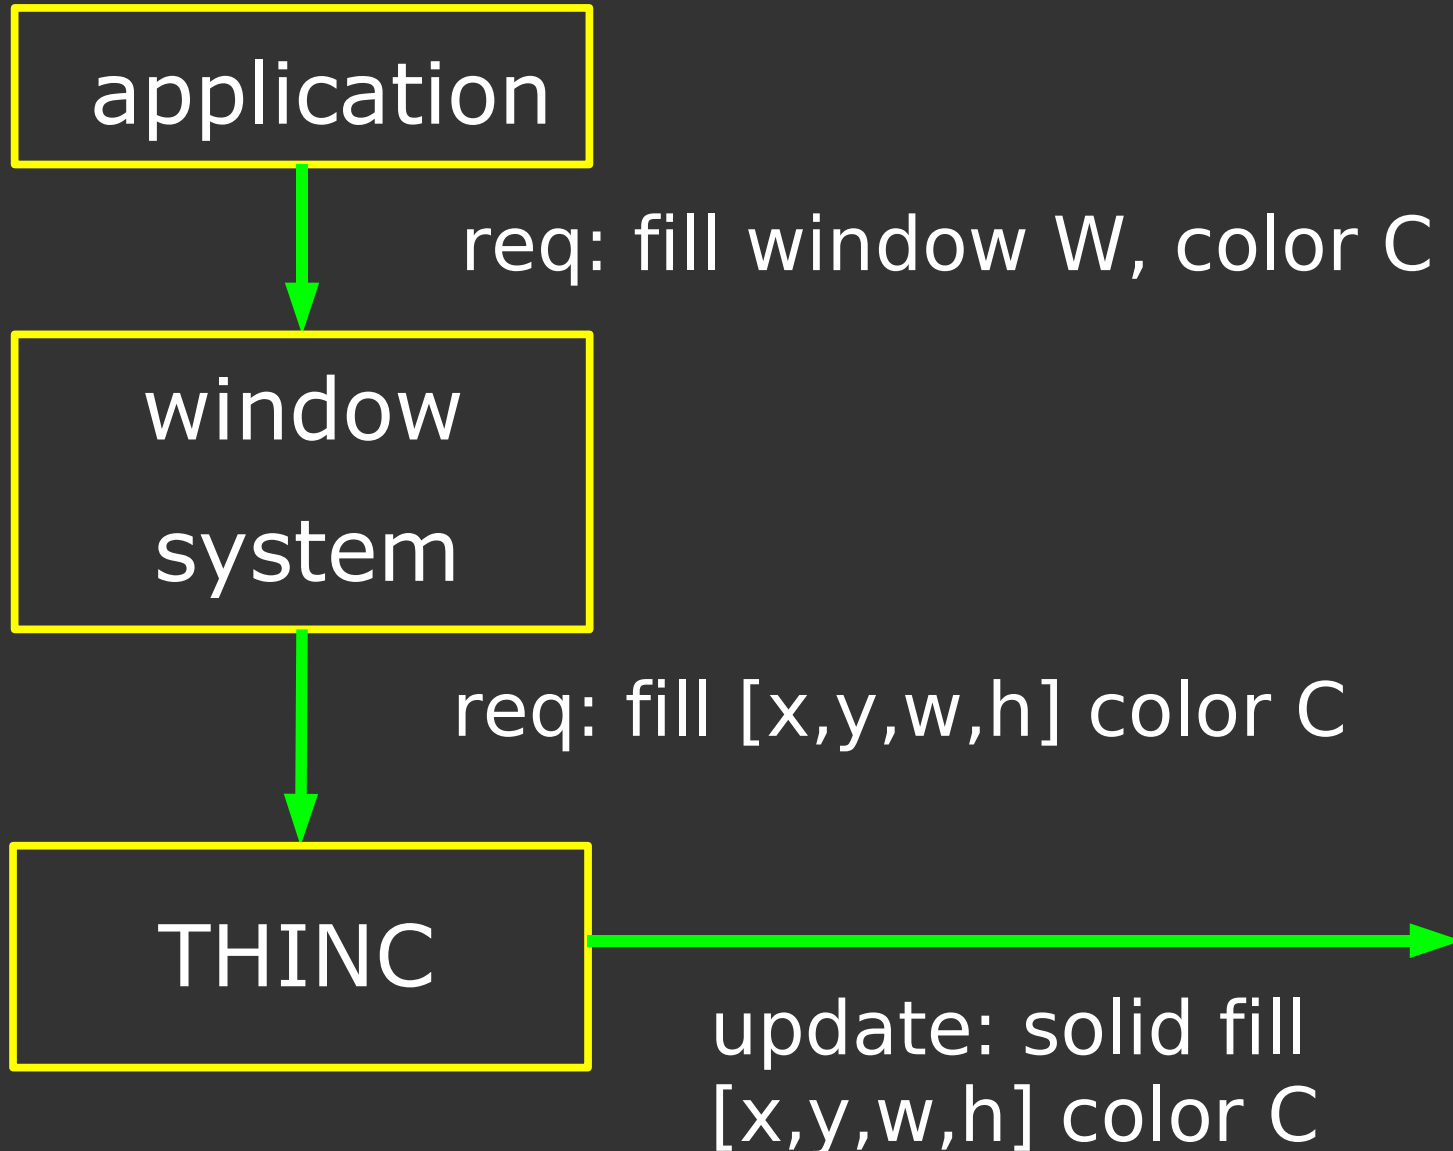 application
req: fill window W, color C
window
system
req: fill [x,y,w,h] color C
THINC
update: solid fill
[x,y,w,h] color C